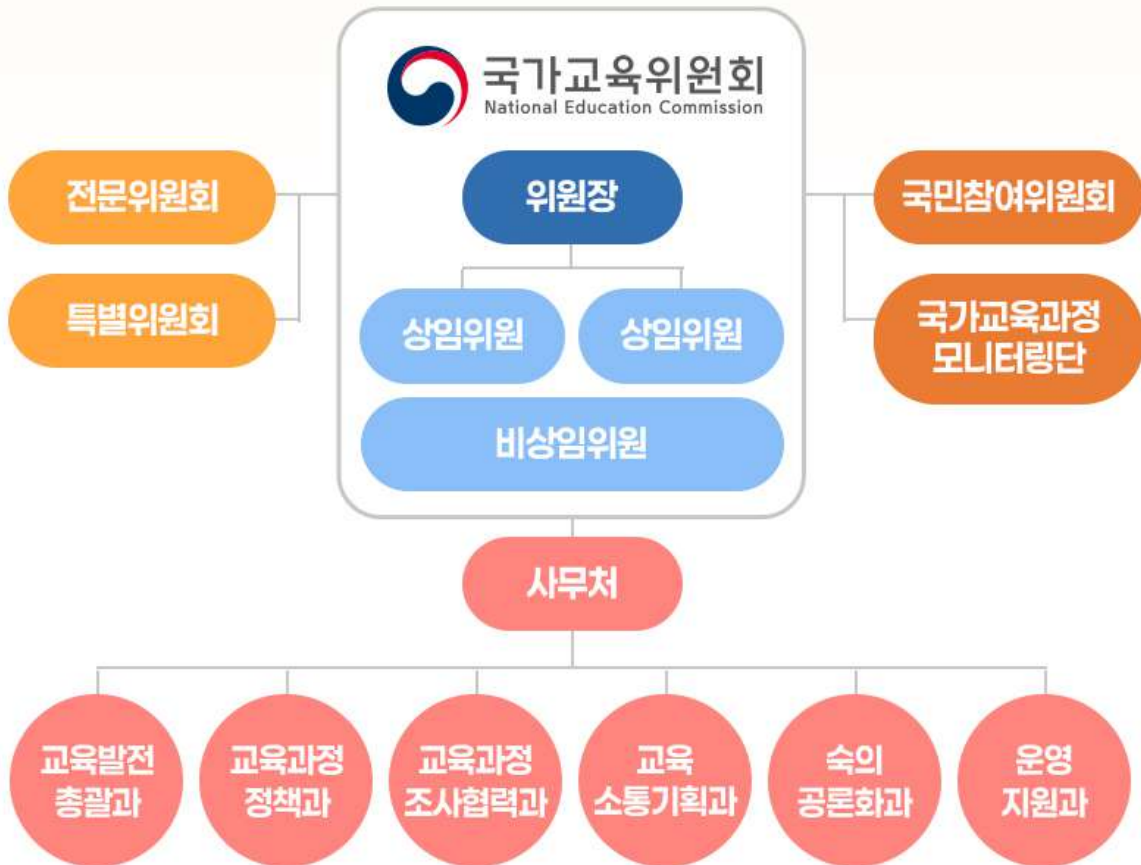 국가교육위원회
National Education Commission
전문위원회
위원장
국민참여위원회
특별위원회
상임위원
상임위원
국가교육과정
모니터링단
비상임위원
사무처
교육발전
총괄과
교육과정
정책과
교육과정
조사협력과
교육
소통기획과
숙의
공론화과
운영
지원과